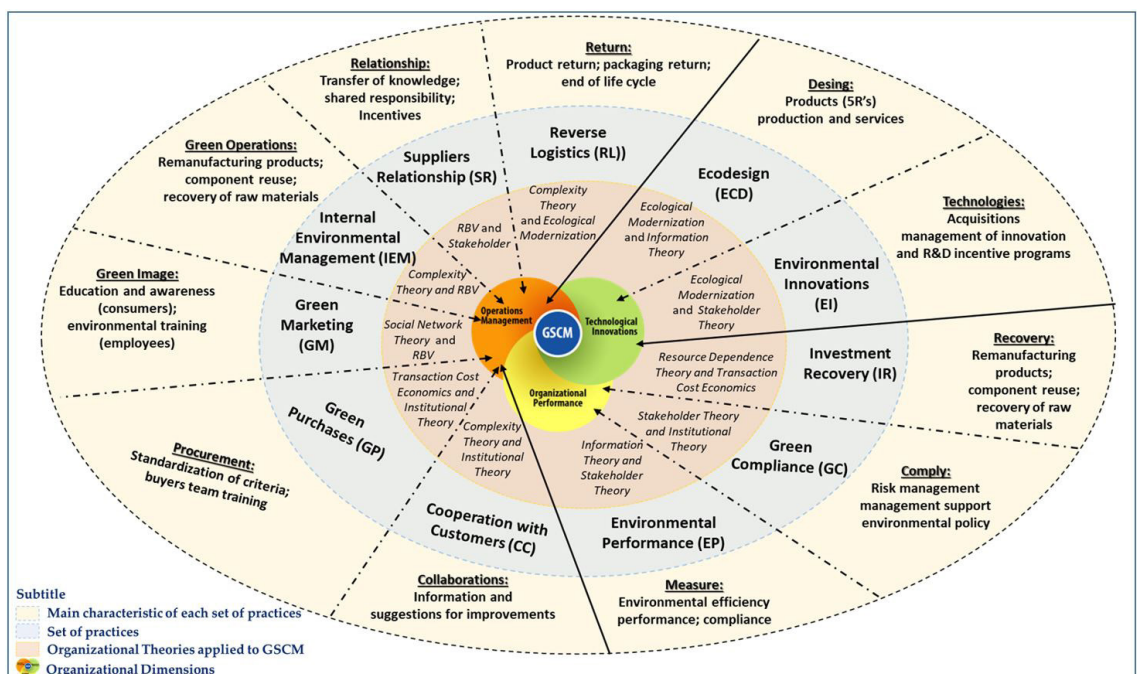 Return:
Product return; packaging return;
end of life cycle
Desing:
Products (5R's)
production and services
Technologies:
Acquisitions
management of innovation
and R&D incentive programs
Recovery:
Remanufacturing
products;
component reuse;
recovery of raw
materials
Comply:
Risk management
management support
environmental policy
Measure:
Environmental efficiency
performance; compliance
Collaborations:
Information and
suggestions for improvements
Procurement:
Standardization of criteria;
buyers team training
Green Image:
Education and awareness
(consumers);
environmental training
(employees)
Green Operations:
Remanufacturing products;
component reuse;
recovery of raw materials
Relationship:
Transfer of knowledge;
shared responsibility;
Incentives
Reverse
Logistics (RL))
Ecodesign
(ECD)
Environmental
Innovations
(EI)
Investment
Recovery (IR)
Green
Compliance (GC)
Environmental
Performance (EP)
Cooperation with
Customers (CC)
Green
Purchases (GP)
Green
Marketing
(GM)
Internal
Environmental
Management (IEM)
Suppliers
Relationship (SR)
Complexity
Theory
and Ecological
Modernization
Ecological
Modernization
and Information
Theory
Ecological
Modernization
and Stakeholder
Theory
Resource Dependence
Theory and Transaction
Cost Economics
Stakeholder Theory
and Institutional
Theory
Information
Theory and
Stakeholder
Theory
Complexity
Theory and
Institutional
Theory
Transaction Cost
Economics and
Institutional
Theory
Social Network
Theory and
RBV
Complexity
Theory and RBV
RBV and
Stakeholder
Operations
Management
GSCM
Technological
Innovations
Organizational
Performance
Subtitle
Main characteristic of each set of practices
Set of practices
Organizational Theories applied to GSCM
Organizational Dimensions